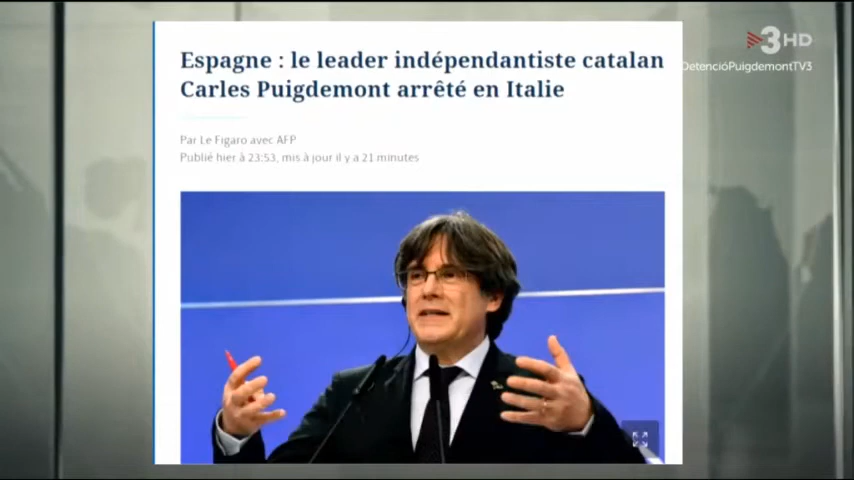 3HD
DetencióPuigdemontTV3
Espagne : le leader indépendantiste catalan
Carles Puigdemont arrêté en Italie
Par Le Figaro avec AFP
Publié hier à 23:53, mis à jour il y a 21 minutes